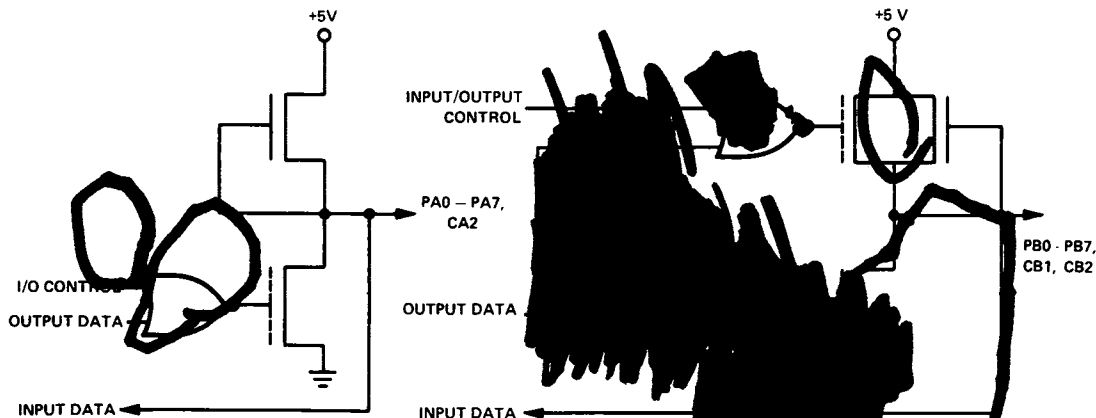 +5V
PA0 – PA7,
CA2
I/O CONTROL
OUTPUT DATA
INPUT DATA
+5 V
INPUT/OUTPUT
CONTROL
PB0 - PB7,
CB1, CB2
OUTPUT DATA
INPUT DATA